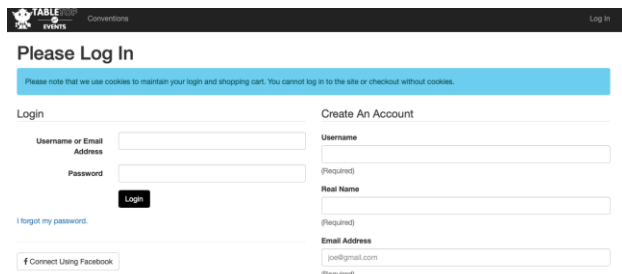 TABLETOP
EVENTS
Conventions
Log In
Please Log In
Please note that we use cookies to maintain your login and shopping cart. You cannot log in to the site or checkout without cookies.
Login
Username or Email
Address
Password
Login
I forgot my password.
Connect Using Facebook
Create An Account
Username
(Required)
Real Name
(Required)
Email Address
joe@gmail.com
(Required)